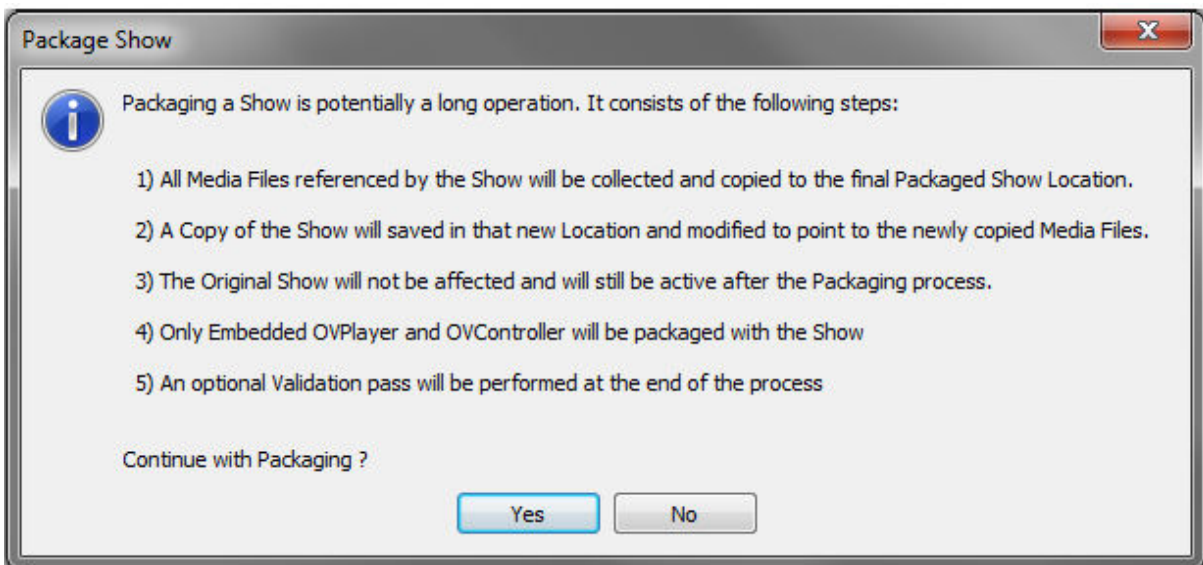 Package Show
Packaging a Show is potentially a long operation. It consists of the following steps:
1) All Media Files referenced by the Show will be collected and copied to the final Packaged Show Location.
2) A Copy of the Show will saved in that new Location and modified to point to the newly copied Media Files.
3) The Original Show will not be affected and will still be active after the Packaging process.
4) Only Embedded OVPlayer and OVController will be packaged with the Show
5) An optional Validation pass will be performed at the end of the process
Continue with Packaging ?
Yes
No